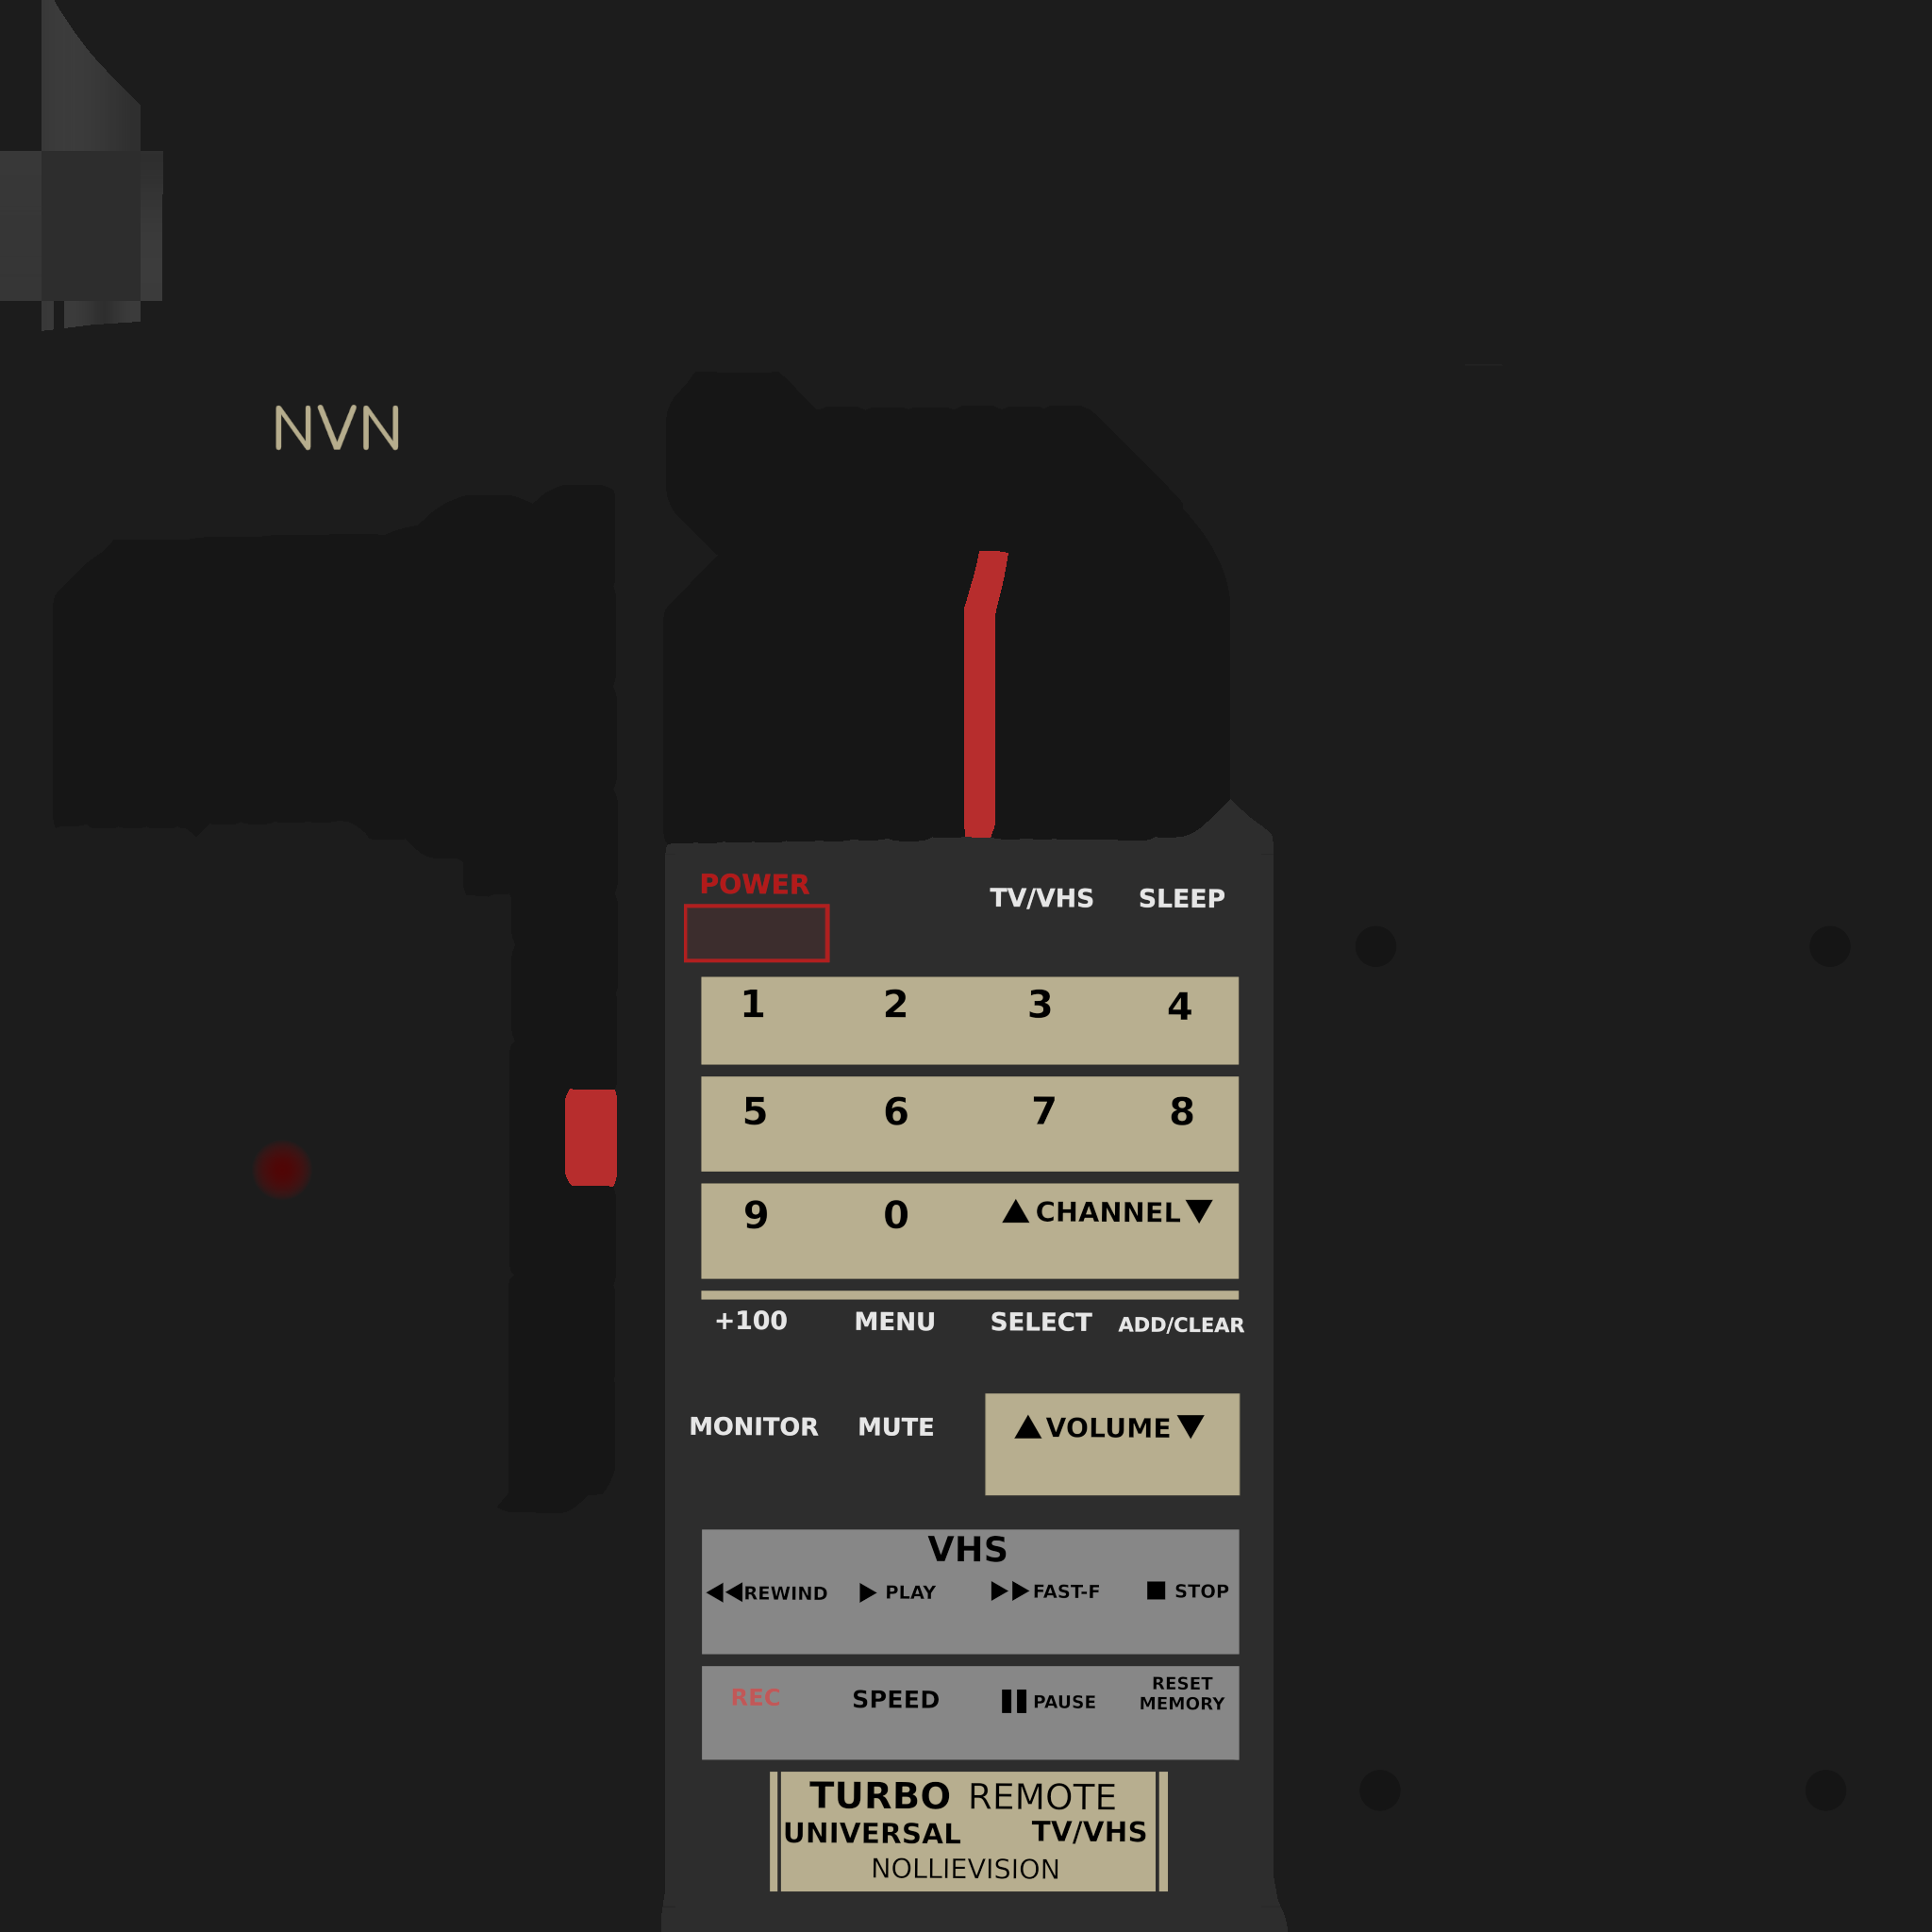 NVN
POWER
TV/VHS SLEEP
1 2 3 4
5 6 7 8
9 0 ▲ CHANNEL ▼
+100 MENU SELECT ADD/CLEAR
MONITOR MUTE ▲ VOLUME ▼
VHS
◀◀ REWIND ▶ PLAY ▶▶ FAST-F ■ STOP
REC SPEED PAUSE RESET
MEMORY
TURBO REMOTE
UNIVERSAL TV/VHS
NOLLIEVISION